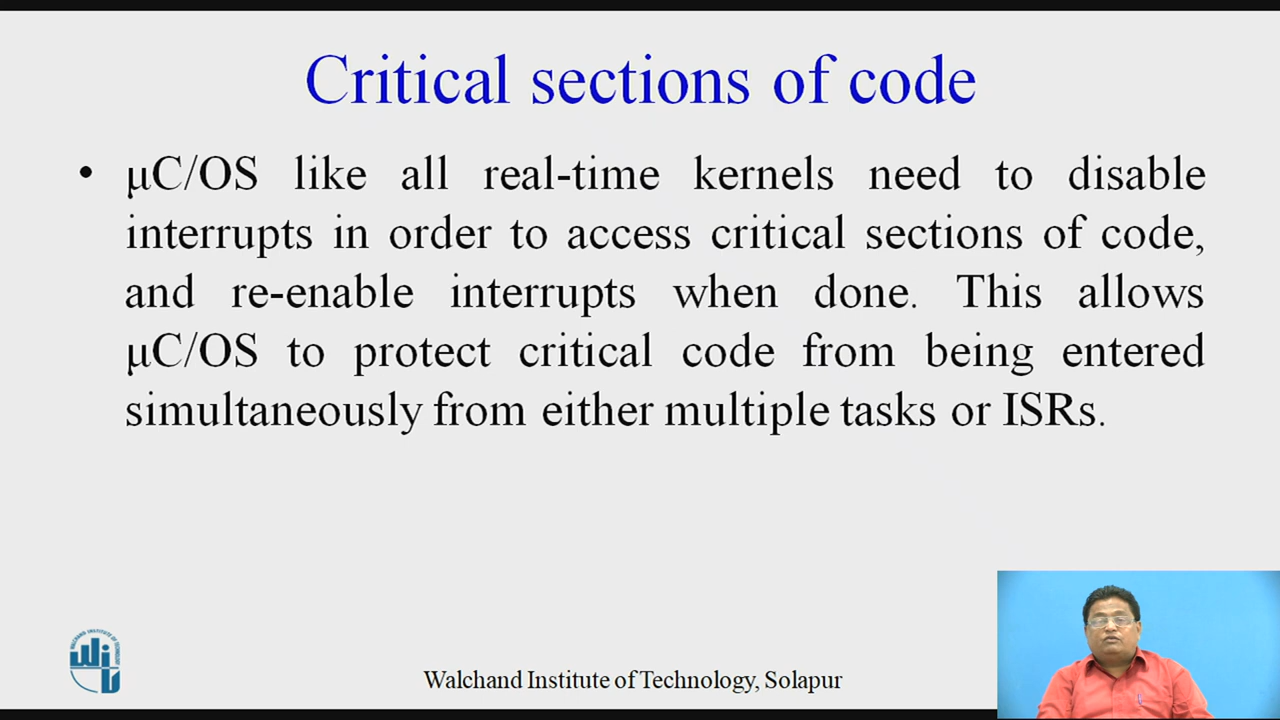 Critical sections of code
• µC/OS like all real-time kernels need to disable
interrupts in order to access critical sections of code,
and re-enable interrupts when done. This allows
µC/OS to protect critical code from being entered
simultaneously from either multiple tasks or ISRs.
WIT
Walchand Institute of Technology, Solapur